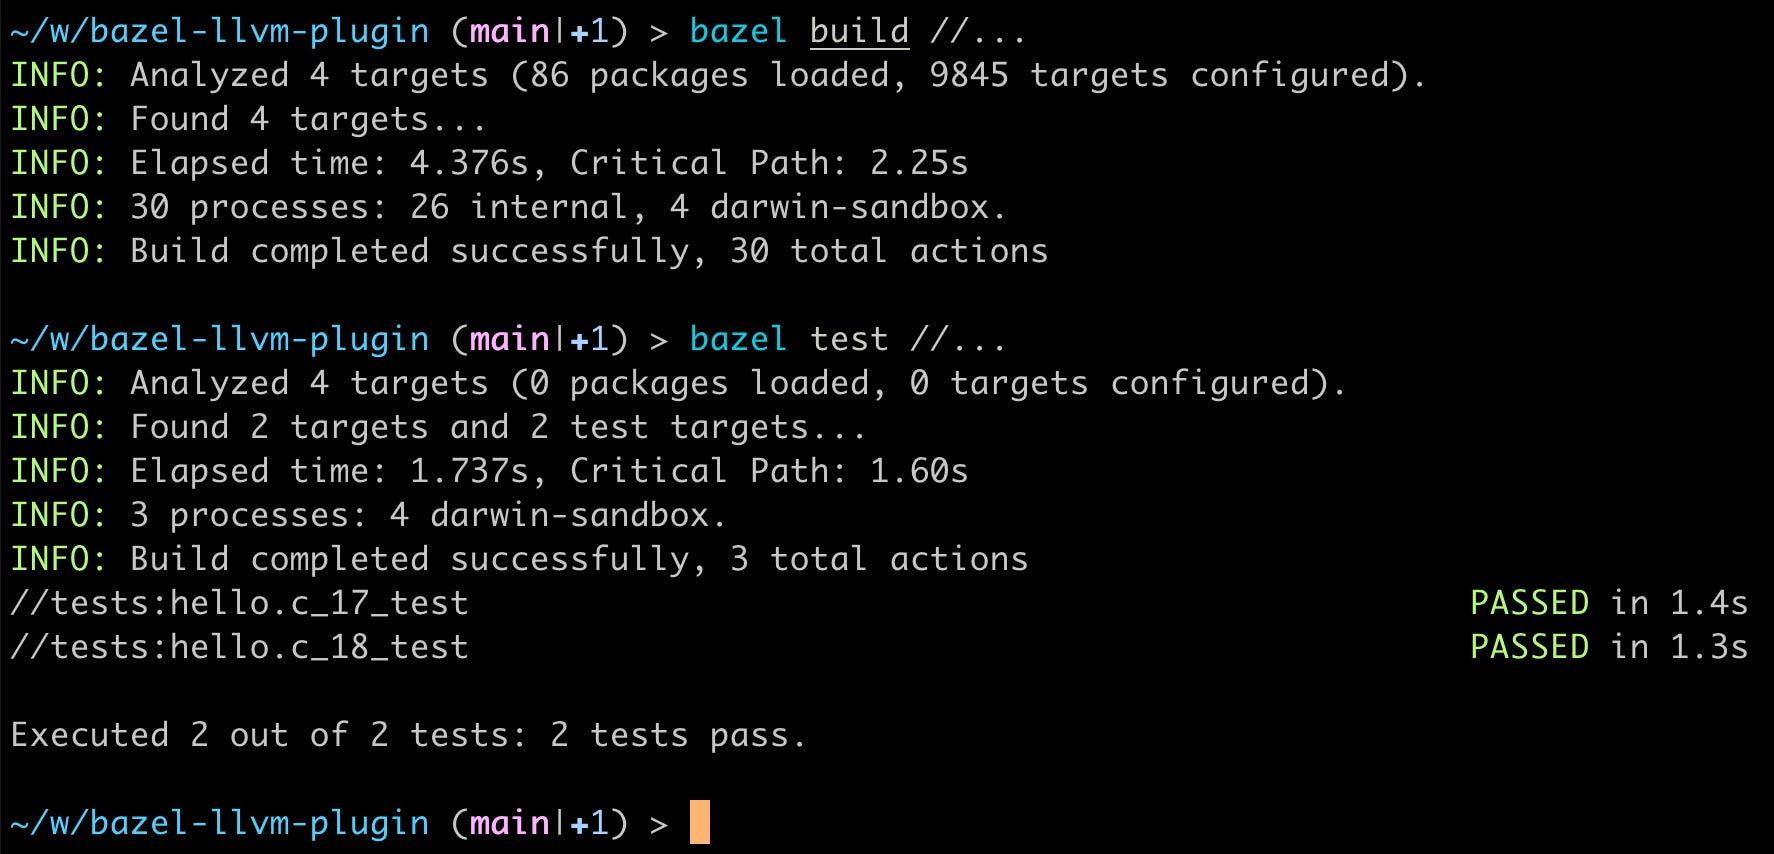 ~/w/bazel-llvm-plugin (main|+1) > bazel build //...
INFO: Analyzed 4 targets (86 packages loaded, 9845 targets configured).
INFO: Found 4 targets...
INFO: Elapsed time: 4.376s, Critical Path: 2.25s
INFO: 30 processes: 26 internal, 4 darwin-sandbox.
INFO: Build completed successfully, 30 total actions
~/w/bazel-llvm-plugin (main|+1) > bazel test //...
INFO: Analyzed 4 targets (0 packages loaded, 0 targets configured).
INFO: Found 2 targets and 2 test targets...
INFO: Elapsed time: 1.737s, Critical Path: 1.60s
INFO: 3 processes: 4 darwin-sandbox.
INFO: Build completed successfully, 3 total actions
//tests:hello.c_17_test PASSED in 1.4s
//tests:hello.c_18_test PASSED in 1.3s
Executed 2 out of 2 tests: 2 tests pass.
~/w/bazel-llvm-plugin (main|+1) >